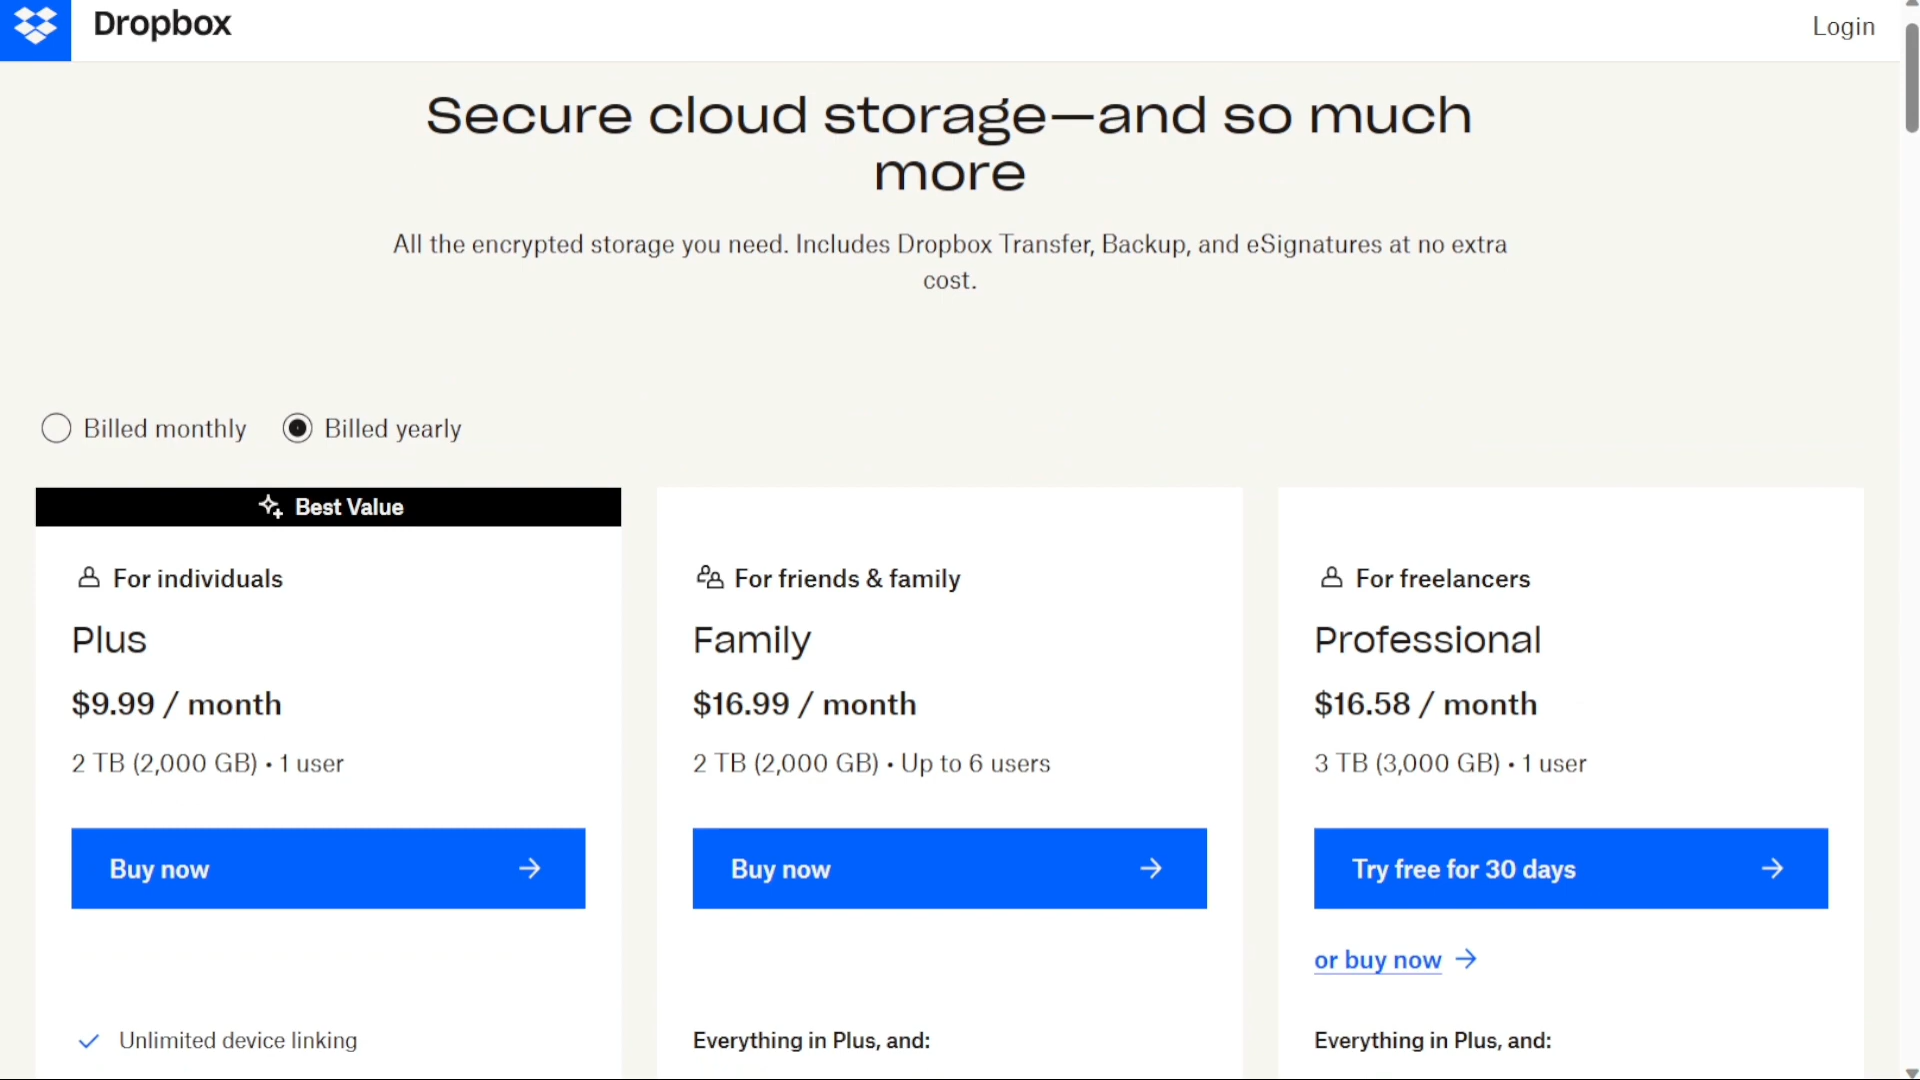 Dropbox
Login
Secure cloud storage—and so much
more
All the encrypted storage you need. Includes Dropbox Transfer, Backup, and eSignatures at no extra
cost.
Billed monthly
Billed yearly
Best Value
For individuals
Plus
$9.99 / month
2 TB (2,000 GB) • 1 user
Buy now
Unlimited device linking
For friends & family
Family
$16.99 / month
2 TB (2,000 GB) • Up to 6 users
Buy now
Everything in Plus, and:
For freelancers
Professional
$16.58 / month
3 TB (3,000 GB) • 1 user
Try free for 30 days
or buy now
Everything in Plus, and: